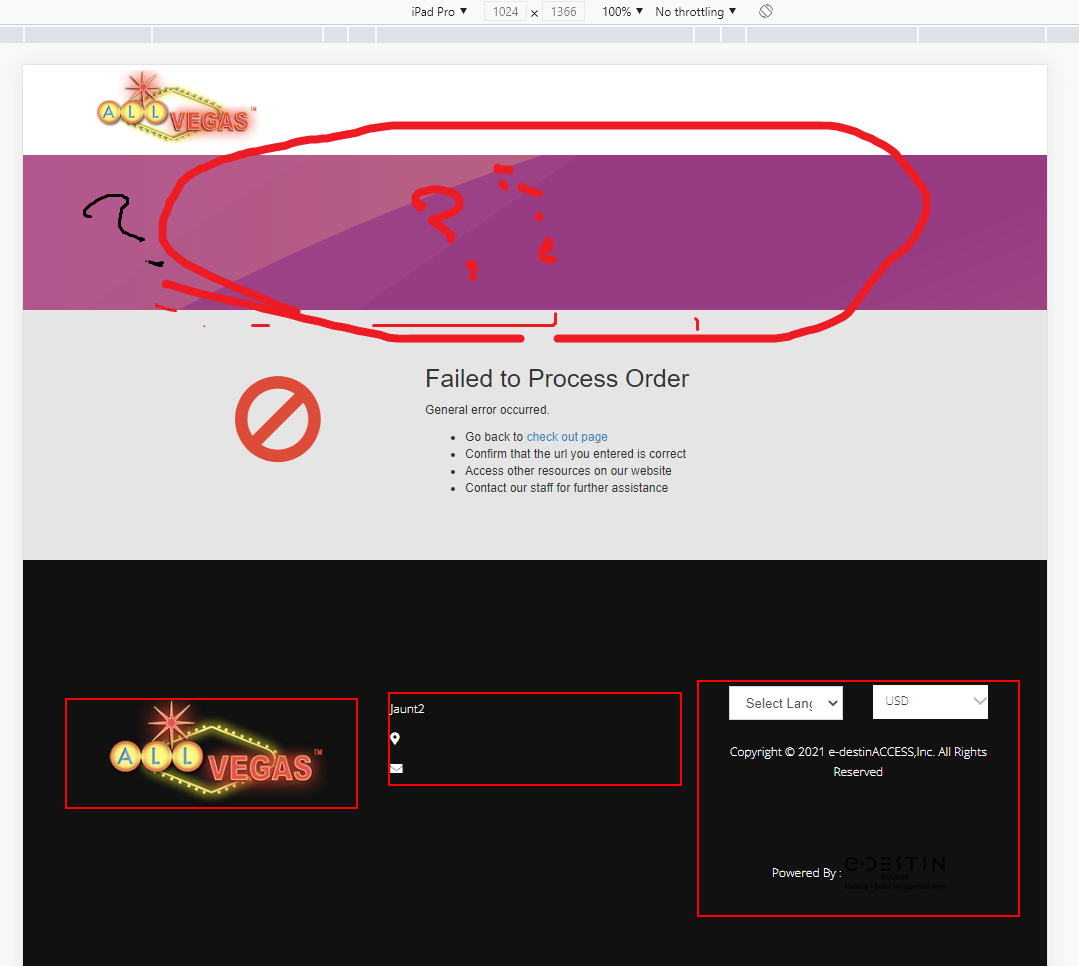 iPad Pro 1024 x 1366 100% No throttling
ALL VEGAS™
? ?
Failed to Process Order
General error occurred.
Go back to check out page
Confirm that the url you entered is correct
Access other resources on our website
Contact our staff for further assistance
ALL VEGAS™
Jaunt2
Select Lang USD
Copyright © 2021 e-destinACCESS,Inc. All Rights
Reserved
Powered By : e-DESTIN
ACCESS